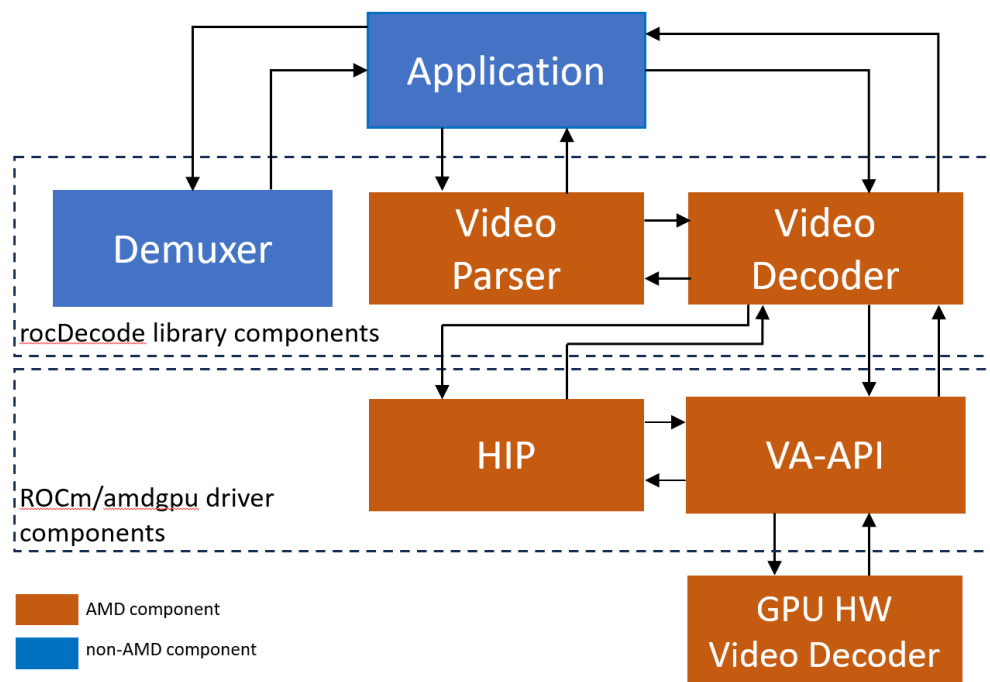 Application
Demuxer
Video
Parser
Video
Decoder
rocDecode library components
HIP
VA-API
ROCm/amdgpu driver
components
GPU HW
Video Decoder
AMD component
non-AMD component